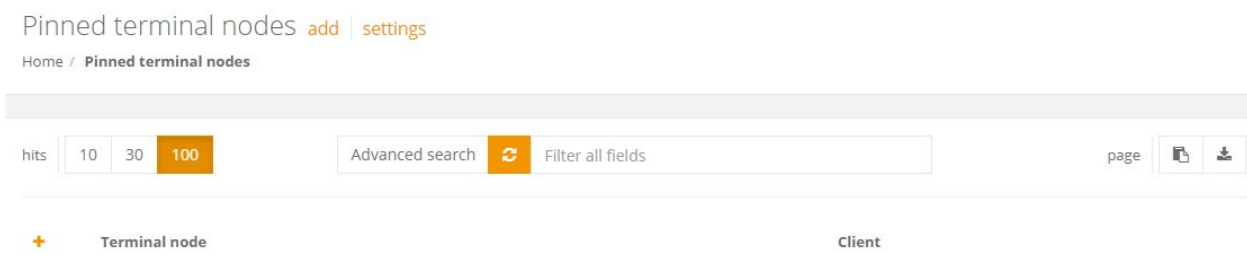 Pinned terminal nodes add settings
Home / Pinned terminal nodes
hits 10 30 100 Advanced search Filter all fields page
+ Terminal node Client